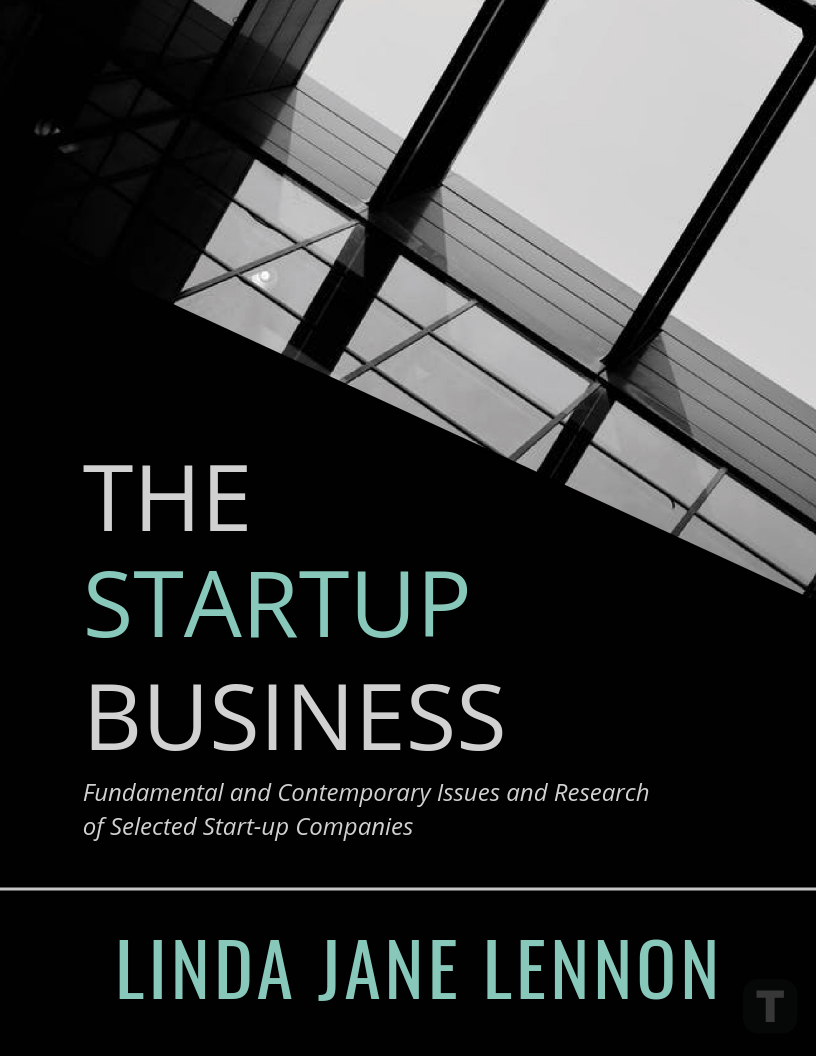 THE
STARTUP
BUSINESS
Fundamental and Contemporary Issues and Research
of Selected Start-up Companies
LINDA JANE LENNON
T